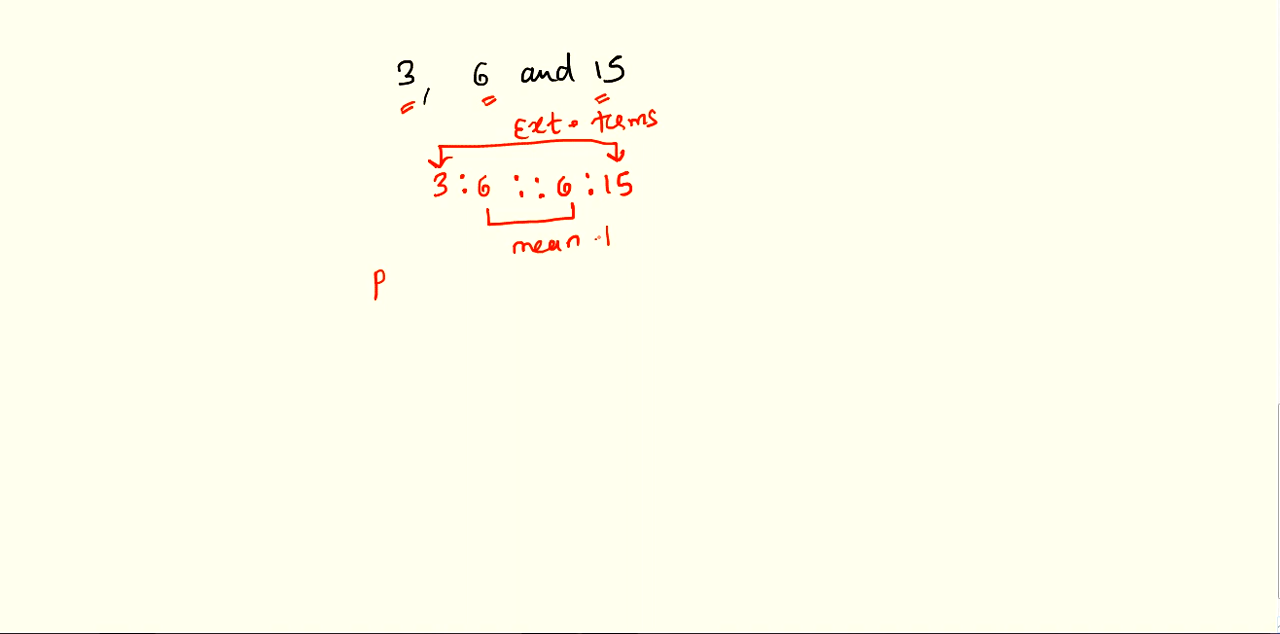 3, 6 and 15
Ext. terms
3:6 :: 6:15
mean
P